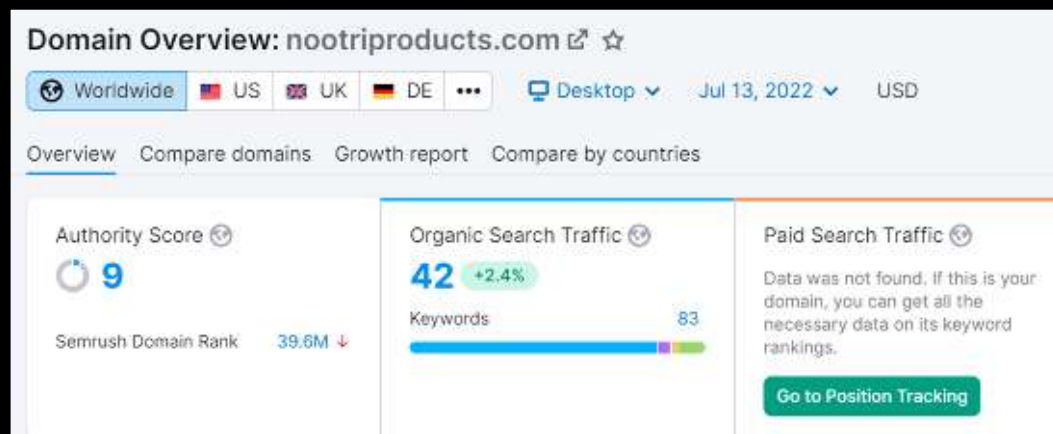 Domain Overview: nootriproducts.com
Worldwide US UK DE ••• Desktop Jul 13, 2022 USD
Overview Compare domains Growth report Compare by countries
Authority Score
9
Semrush Domain Rank 39.6M ↓
Organic Search Traffic
42 +2.4%
Keywords 83
Paid Search Traffic
Data was not found. If this is your
domain, you can get all the
necessary data on its keyword
rankings.
Go to Position Tracking